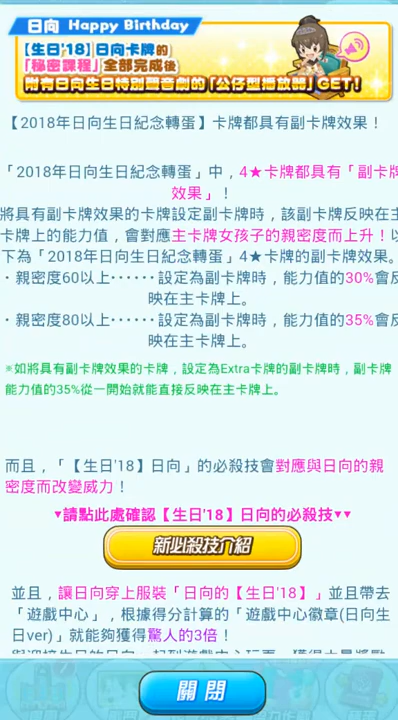 日向 Happy Birthday
【生日'18】日向卡牌的
「秘密課程」全部完成後
附有日向生日特別聲音劇的「公仔型播放器」GET！
【2018年日向生日紀念轉蛋】卡牌都具有副卡牌效果！
「2018年日向生日紀念轉蛋」中，4★卡牌都具有「副卡牌
效果」！
將具有副卡牌效果的卡牌設定副卡牌時，該副卡牌反映在主
卡牌上的能力值，會對應主卡牌女孩子的親密度而上升！以
下為「2018年日向生日紀念轉蛋」4★卡牌的副卡牌效果。
・親密度60以上‥‥‥設定為副卡牌時，能力值的30%會反
映在主卡牌上。
・親密度80以上‥‥‥設定為副卡牌時，能力值的35%會反
映在主卡牌上。
※如將具有副卡牌效果的卡牌，設定為Extra卡牌的副卡牌時，副卡牌
能力值的35%從一開始就能直接反映在主卡牌上。
而且，「【生日'18】日向」的必殺技會對應與日向的親
密度而改變威力！
▼請點此處確認【生日'18】日向的必殺技▼▼
新必殺技介紹
並且，讓日向穿上服裝「日向的【生日'18】」並且帶去
「遊戲中心」，根據得分計算的「遊戲中心徽章(日向生
日ver)」就能夠獲得驚人的3倍！
關閉